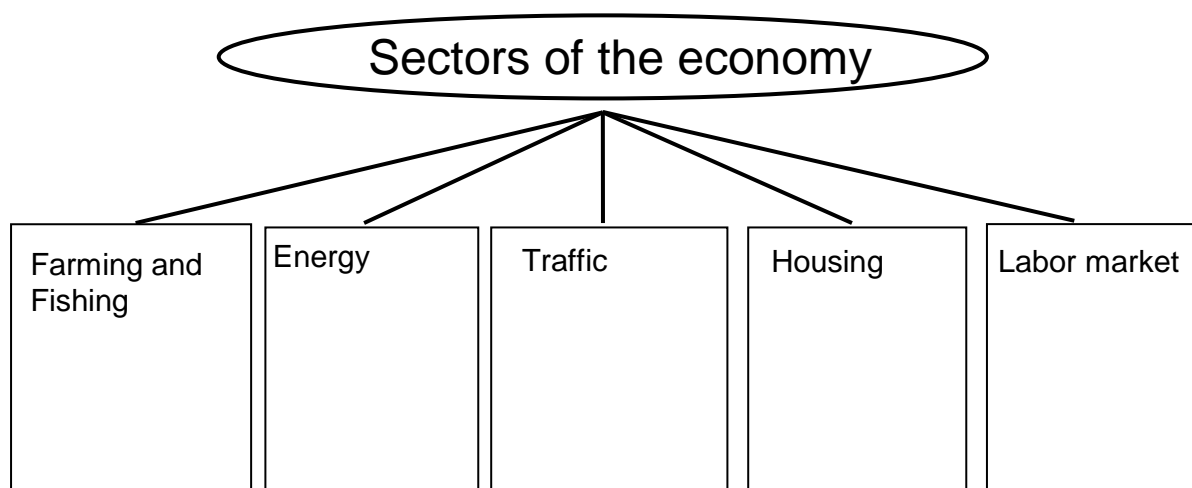 Sectors of the economy
Farming and
Fishing
Energy
Traffic
Housing
Labor market